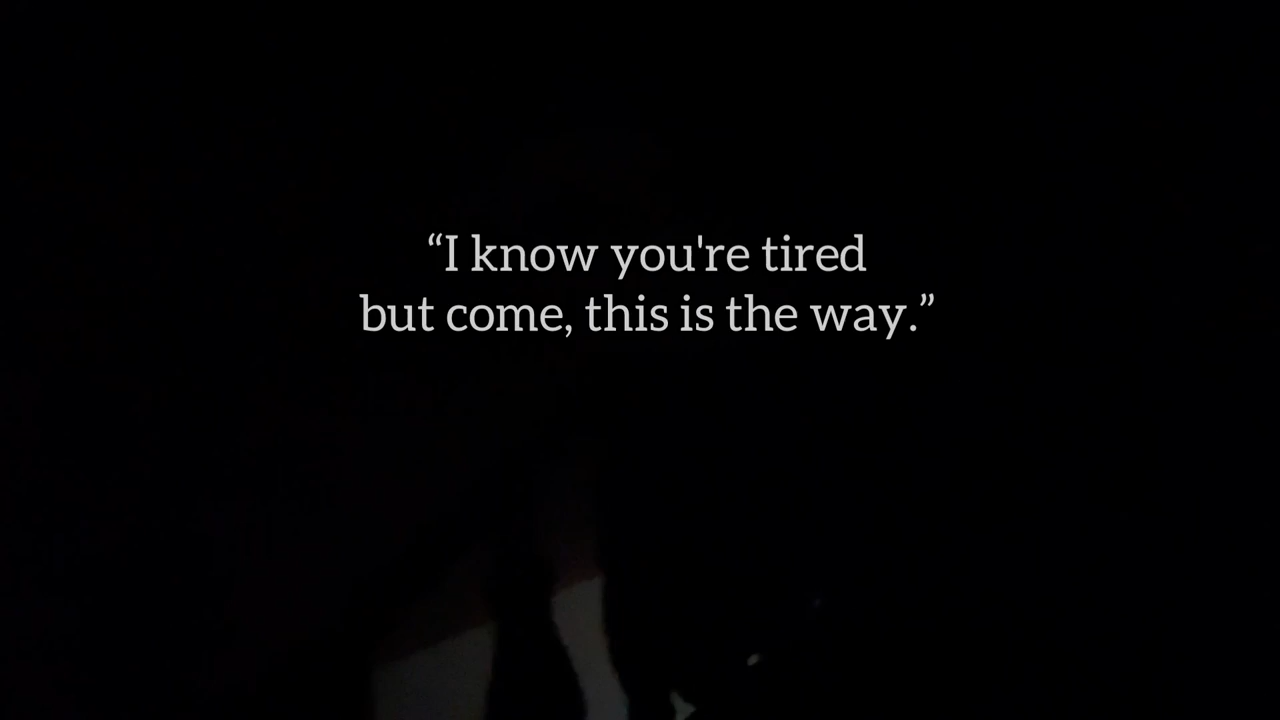 “I know you're tired
but come, this is the way.”